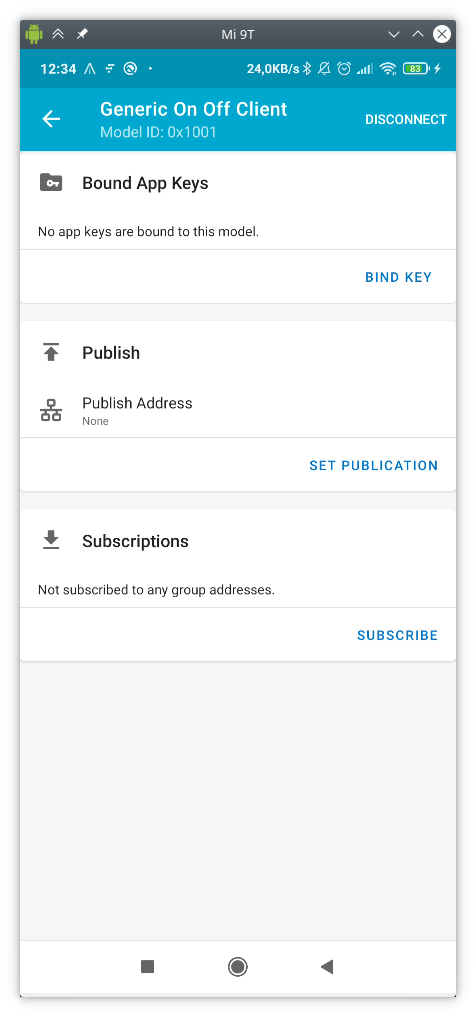 Mi 9T
12:34 24,0KB/s 83
Generic On Off Client
Model ID: 0x1001
DISCONNECT
Bound App Keys
No app keys are bound to this model.
BIND KEY
Publish
Publish Address
None
SET PUBLICATION
Subscriptions
Not subscribed to any group addresses.
SUBSCRIBE